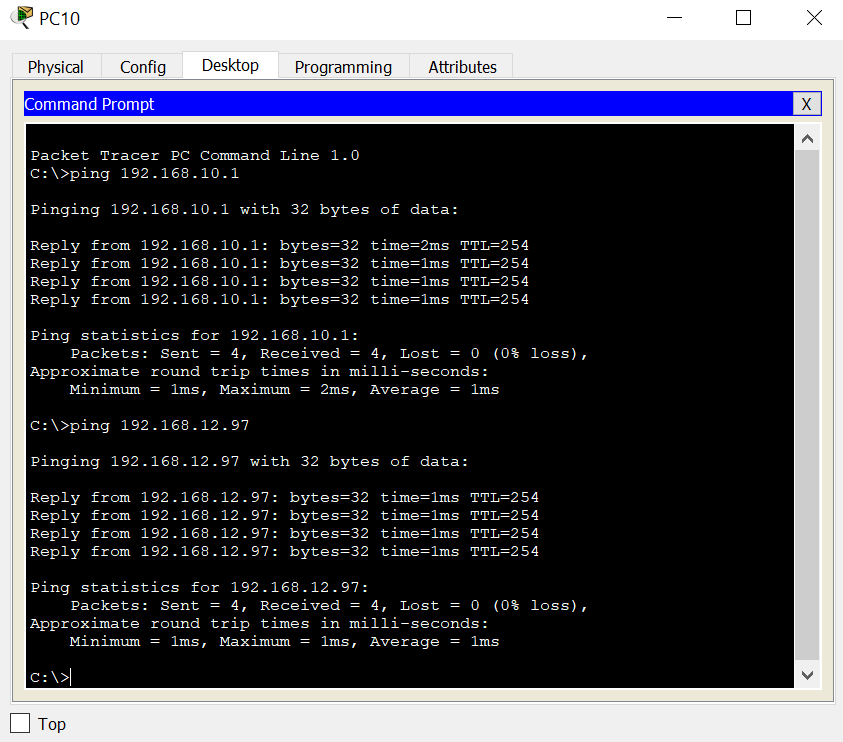 PC10
Physical Config Desktop Programming Attributes
Command Prompt X
Packet Tracer PC Command Line 1.0
C:\>ping 192.168.10.1
Pinging 192.168.10.1 with 32 bytes of data:
Reply from 192.168.10.1: bytes=32 time=2ms TTL=254
Reply from 192.168.10.1: bytes=32 time=1ms TTL=254
Reply from 192.168.10.1: bytes=32 time=1ms TTL=254
Reply from 192.168.10.1: bytes=32 time=1ms TTL=254
Ping statistics for 192.168.10.1:
    Packets: Sent = 4, Received = 4, Lost = 0 (0% loss),
Approximate round trip times in milli-seconds:
    Minimum = 1ms, Maximum = 2ms, Average = 1ms
C:\>ping 192.168.12.97
Pinging 192.168.12.97 with 32 bytes of data:
Reply from 192.168.12.97: bytes=32 time=1ms TTL=254
Reply from 192.168.12.97: bytes=32 time=1ms TTL=254
Reply from 192.168.12.97: bytes=32 time=1ms TTL=254
Reply from 192.168.12.97: bytes=32 time=1ms TTL=254
Ping statistics for 192.168.12.97:
    Packets: Sent = 4, Received = 4, Lost = 0 (0% loss),
Approximate round trip times in milli-seconds:
    Minimum = 1ms, Maximum = 1ms, Average = 1ms
C:\>
Top